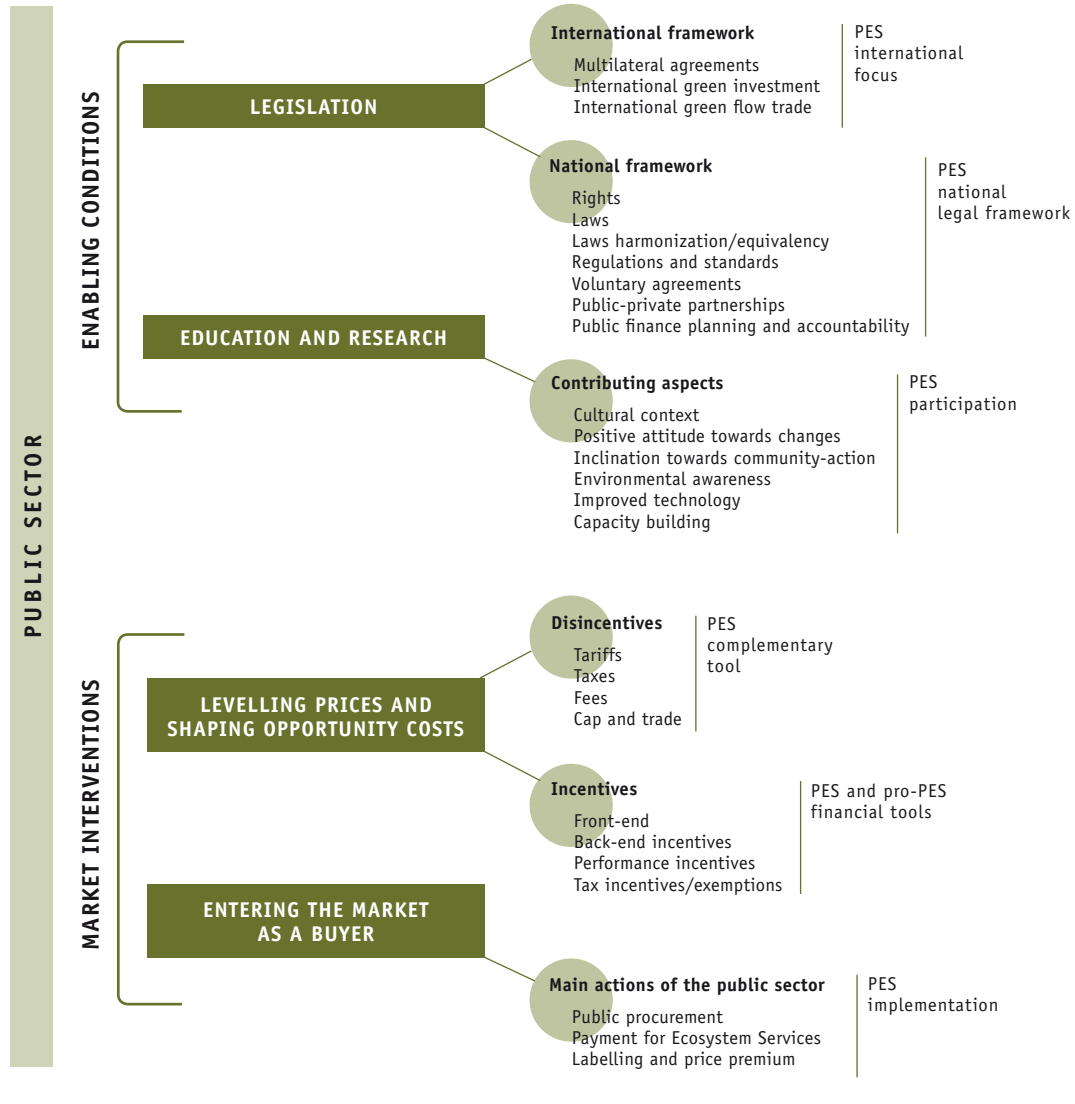 PUBLIC SECTOR
ENABLING CONDITIONS
LEGISLATION
International framework
Multilateral agreements
International green investment
International green flow trade
PES
international
focus
National framework
Rights
Laws
Laws harmonization/equivalency
Regulations and standards
Voluntary agreements
Public-private partnerships
Public finance planning and accountability
PES
national
legal framework
EDUCATION AND RESEARCH
Contributing aspects
Cultural context
Positive attitude towards changes
Inclination towards community-action
Environmental awareness
Improved technology
Capacity building
PES
participation
MARKET INTERVENTIONS
LEVELLING PRICES AND
SHAPING OPPORTUNITY COSTS
Disincentives
Tariffs
Taxes
Fees
Cap and trade
PES
complementary
tool
Incentives
Front-end
Back-end incentives
Performance incentives
Tax incentives/exemptions
PES and pro-PES
financial tools
ENTERING THE MARKET
AS A BUYER
Main actions of the public sector
Public procurement
Payment for Ecosystem Services
Labelling and price premium
PES
implementation